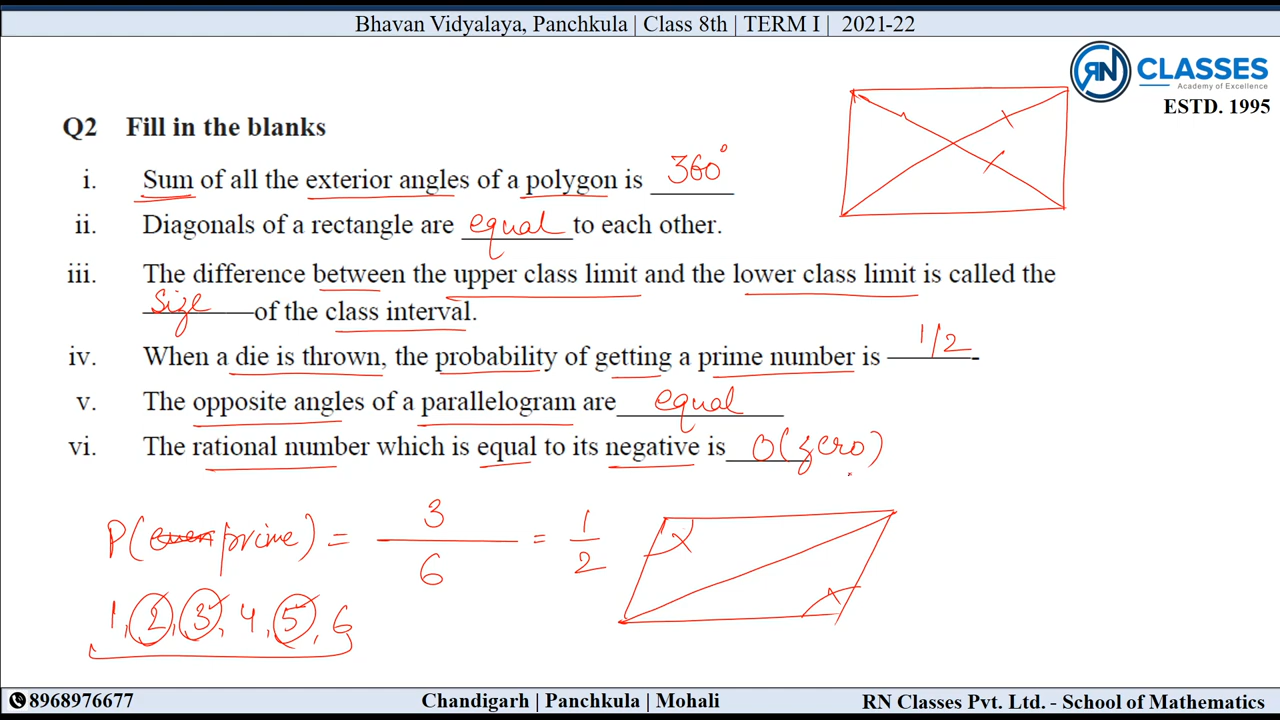 Bhavan Vidyalaya, Panchkula | Class 8th | TERM I | 2021-22
RN CLASSES
Academy of Excellence
ESTD. 1995
Q2 Fill in the blanks
i. Sum of all the exterior angles of a polygon is 360°
ii. Diagonals of a rectangle are equal to each other.
iii. The difference between the upper class limit and the lower class limit is called the
size of the class interval.
iv. When a die is thrown, the probability of getting a prime number is 1/2 -
v. The opposite angles of a parallelogram are equal
vi. The rational number which is equal to its negative is 0 (zero)
P(even prime) = 3/6 = 1/2
1, 2, 3, 4, 5, 6
8968976677
Chandigarh | Panchkula | Mohali
RN Classes Pvt. Ltd. - School of Mathematics